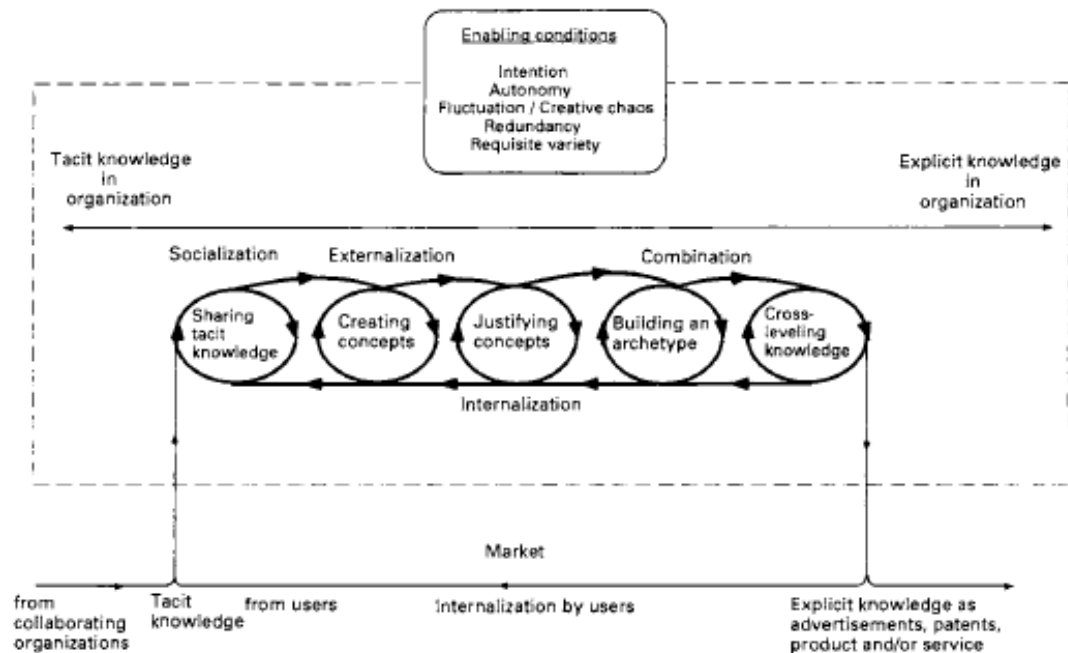 Enabling conditions
Intention
Autonomy
Fluctuation / Creative chaos
Redundancy
Requisite variety
Tacit knowledge
in
organization
Explicit knowledge
in
organization
Socialization
Externalization
Combination
Sharing
tacit
knowledge
Creating
concepts
Justifying
concepts
Building an
archetype
Cross-
leveling
knowledge
Internalization
Market
from
collaborating
organizations
Tacit
knowledge
from users
Internalization by users
Explicit knowledge as
advertisements, patents,
product and/or service